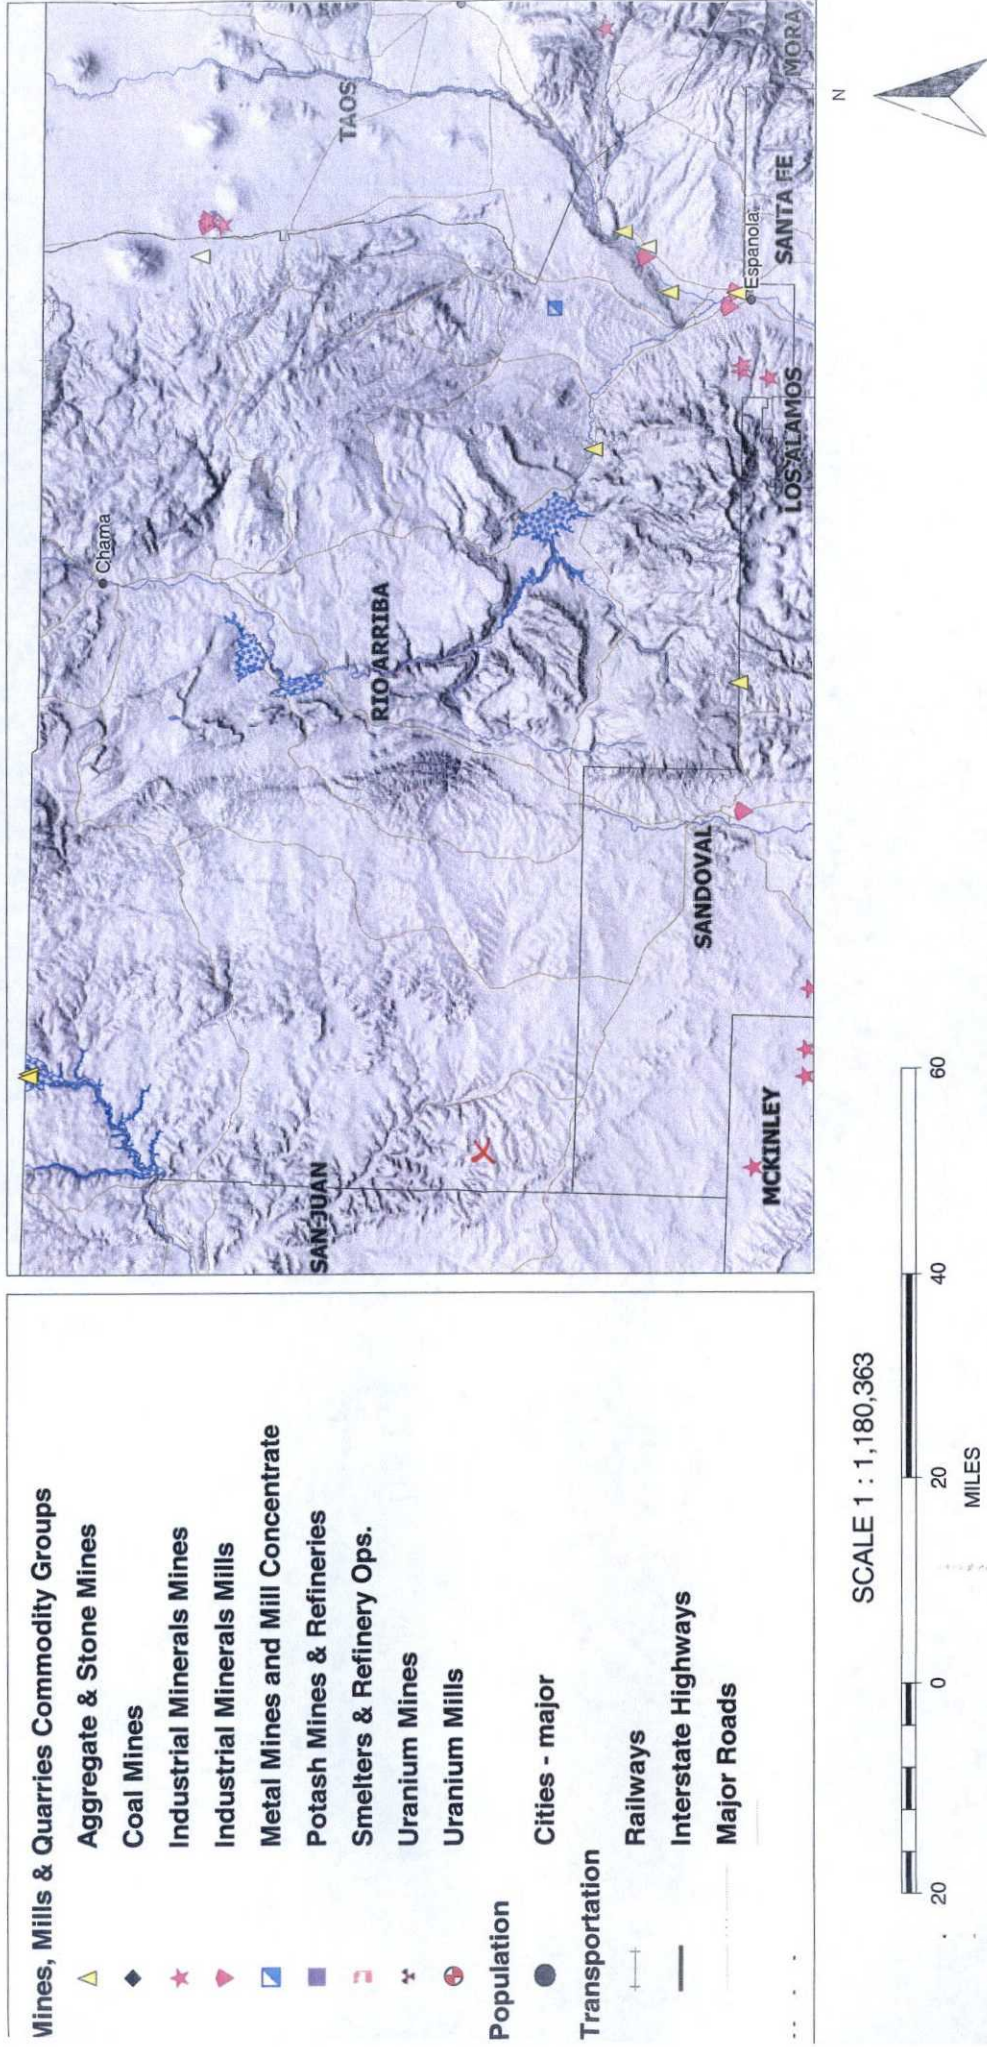 Mines, Mills & Quarries Commodity Groups
Aggregate & Stone Mines
Coal Mines
Industrial Minerals Mines
Industrial Minerals Mills
Metal Mines and Mill Concentrate
Potash Mines & Refineries
Smelters & Refinery Ops.
Uranium Mines
Uranium Mills
Population
Cities - major
Transportation
Railways
Interstate Highways
Major Roads
Chama
TAOS
RIO ARRIBA
SAN JUAN
SANDOVAL
MCKINLEY
LOS ALAMOS
Espanola
SANTA FE
MORA
N
SCALE 1 : 1,180,363
20 0 20 40 60
MILES